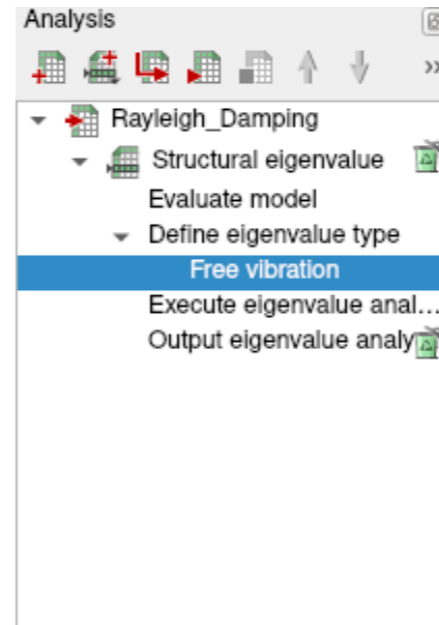 Analysis
»
Rayleigh_Damping
Structural eigenvalue
Evaluate model
Define eigenvalue type
Free vibration
Execute eigenvalue anal...
Output eigenvalue analy